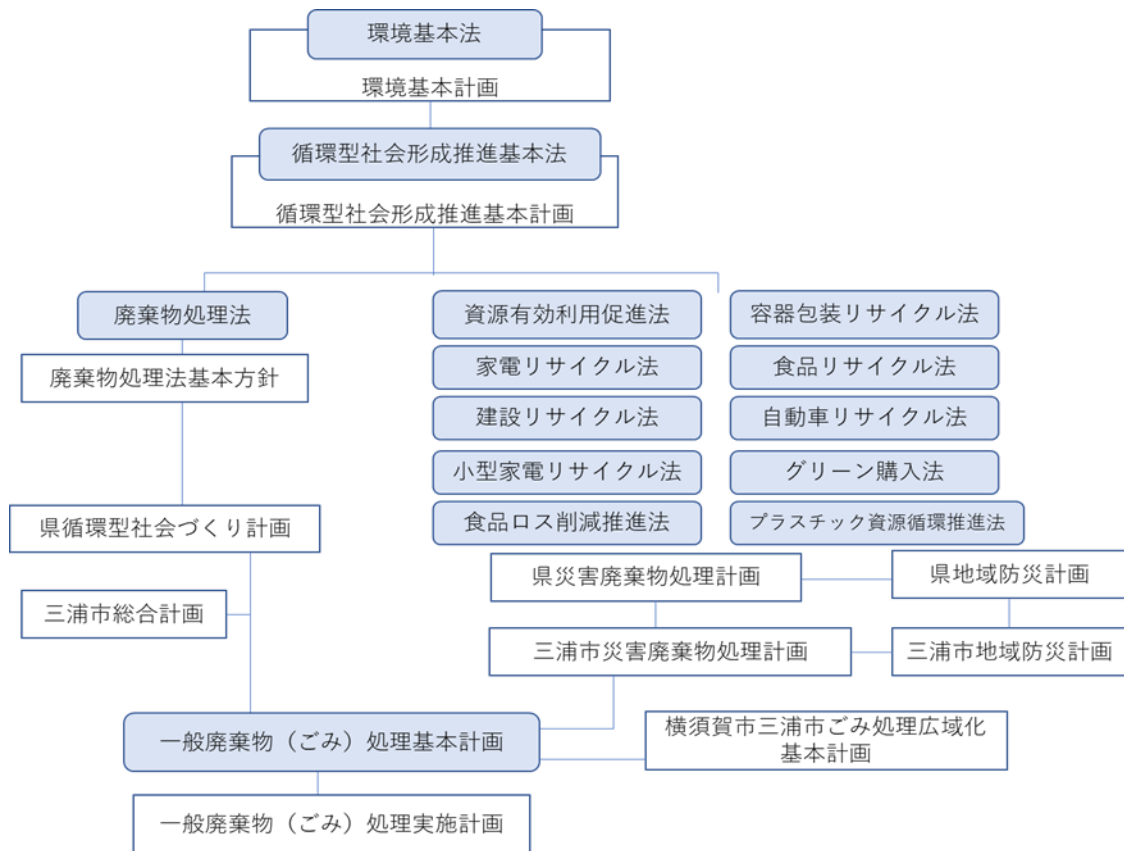 環境基本法
環境基本計画
循環型社会形成推進基本法
循環型社会形成推進基本計画
廃棄物処理法
資源有効利用促進法
容器包装リサイクル法
廃棄物処理法基本方針
家電リサイクル法
食品リサイクル法
建設リサイクル法
自動車リサイクル法
小型家電リサイクル法
グリーン購入法
県循環型社会づくり計画
食品ロス削減推進法
プラスチック資源循環推進法
県災害廃棄物処理計画
県地域防災計画
三浦市総合計画
三浦市災害廃棄物処理計画
三浦市地域防災計画
一般廃棄物（ごみ）処理基本計画
横須賀市三浦市ごみ処理広域化
基本計画
一般廃棄物（ごみ）処理実施計画